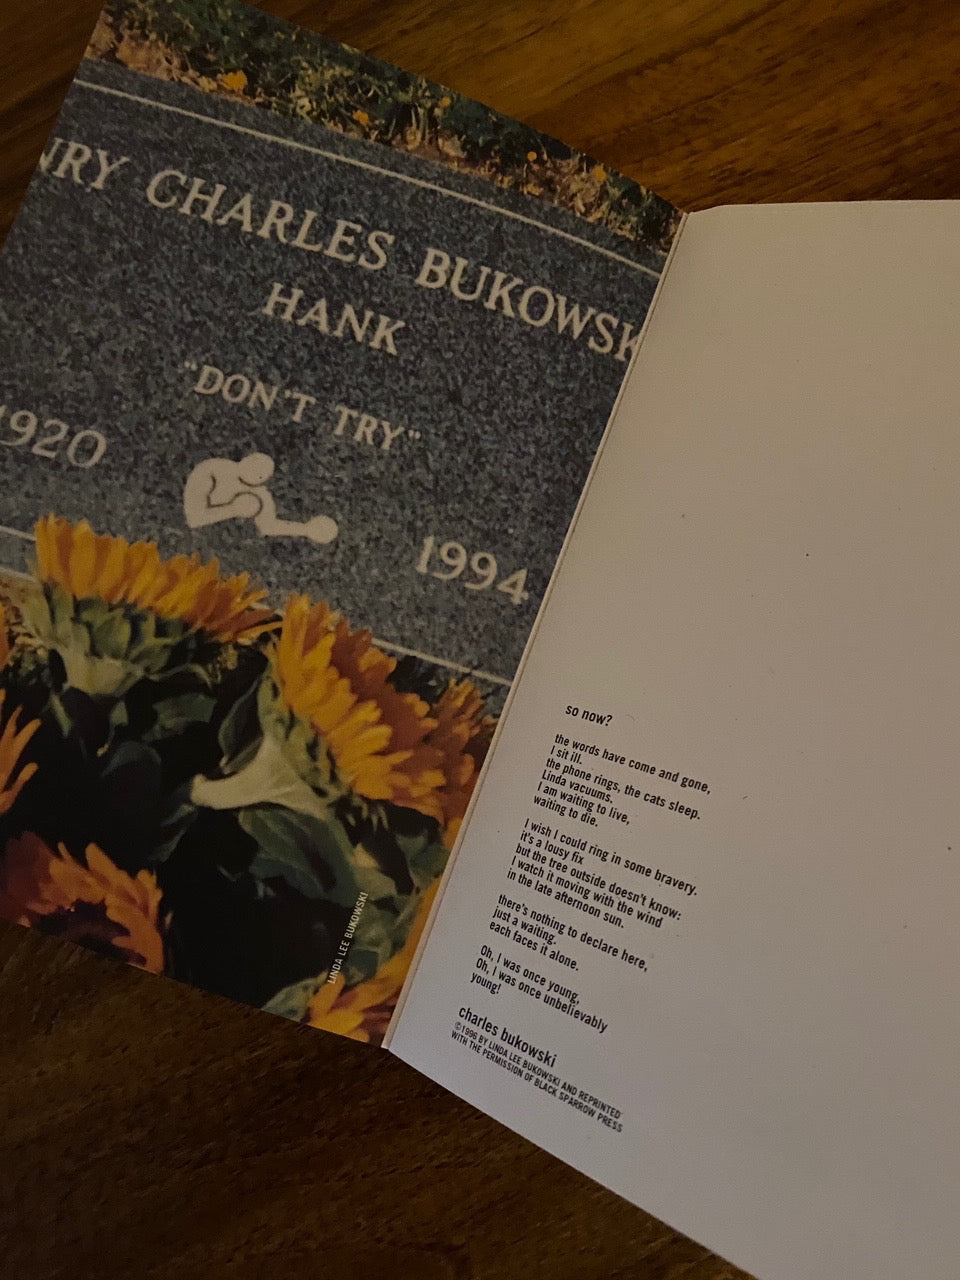 NRY CHARLES BUKOWSK
HANK
"DON'T TRY"
1920
1994
LINDA LEE BUKOWSKI
so now?
the words have come and gone,
I sit ill.
the phone rings, the cats sleep.
Linda vacuums.
I am waiting to live,
waiting to die.
I wish I could ring in some bravery.
it's a lousy fix
but the tree outside doesn't know:
I watch it moving with the wind
in the late afternoon sun.
there's nothing to declare here,
just a waiting.
each faces it alone.
Oh, I was once young,
Oh, I was once unbelievably
young!
charles bukowski
©1996 BY LINDA LEE BUKOWSKI AND REPRINTED
WITH THE PERMISSION OF BLACK SPARROW PRESS